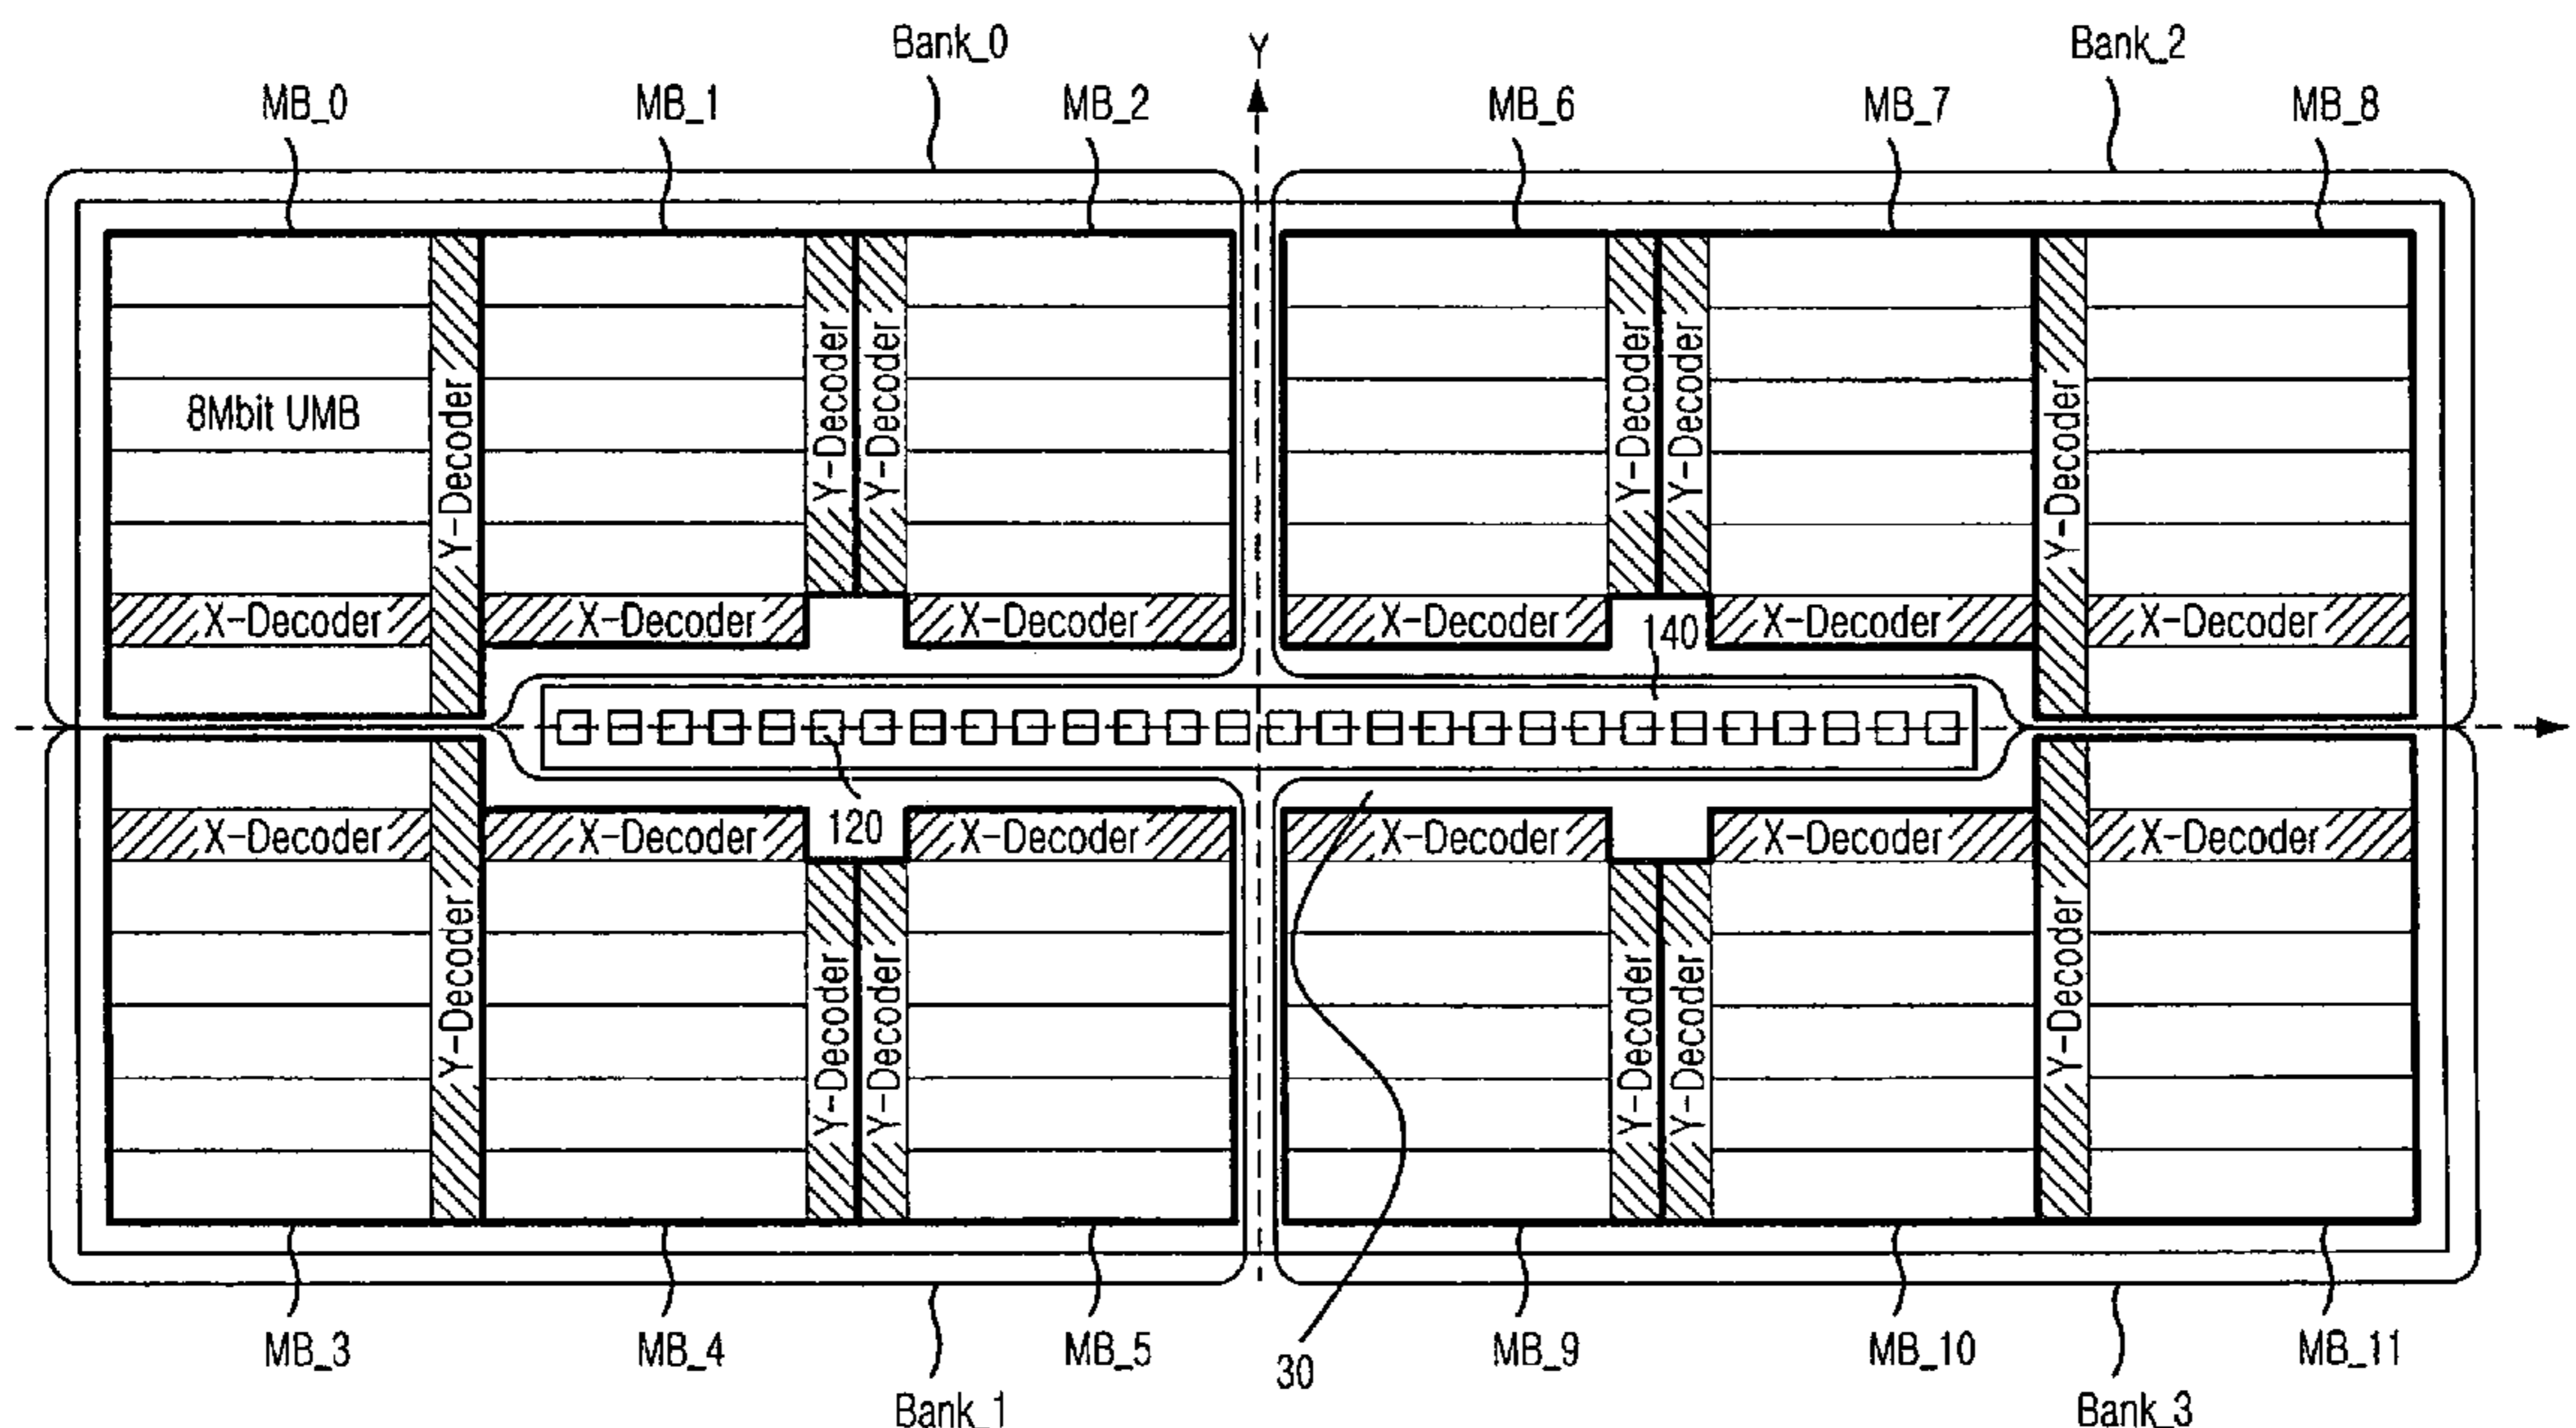 Bank_0
Y
Bank_2
MB_0
MB_1
MB_2
MB_6
MB_7
MB_8
8Mbit UMB
Y-Decoder
Y-Decoder
Y-Decoder
Y-Decoder
Y-Decoder
Y-Decoder
X-Decoder
X-Decoder
X-Decoder
X-Decoder
140
X-Decoder
X-Decoder
X-Decoder
X-Decoder
120
X-Decoder
X-Decoder
X-Decoder
X-Decoder
Y-Decoder
Y-Decoder
Y-Decoder
Y-Decoder
Y-Decoder
Y-Decoder
MB_3
MB_4
MB_5
30
MB_9
MB_10
MB_11
Bank_1
Bank_3